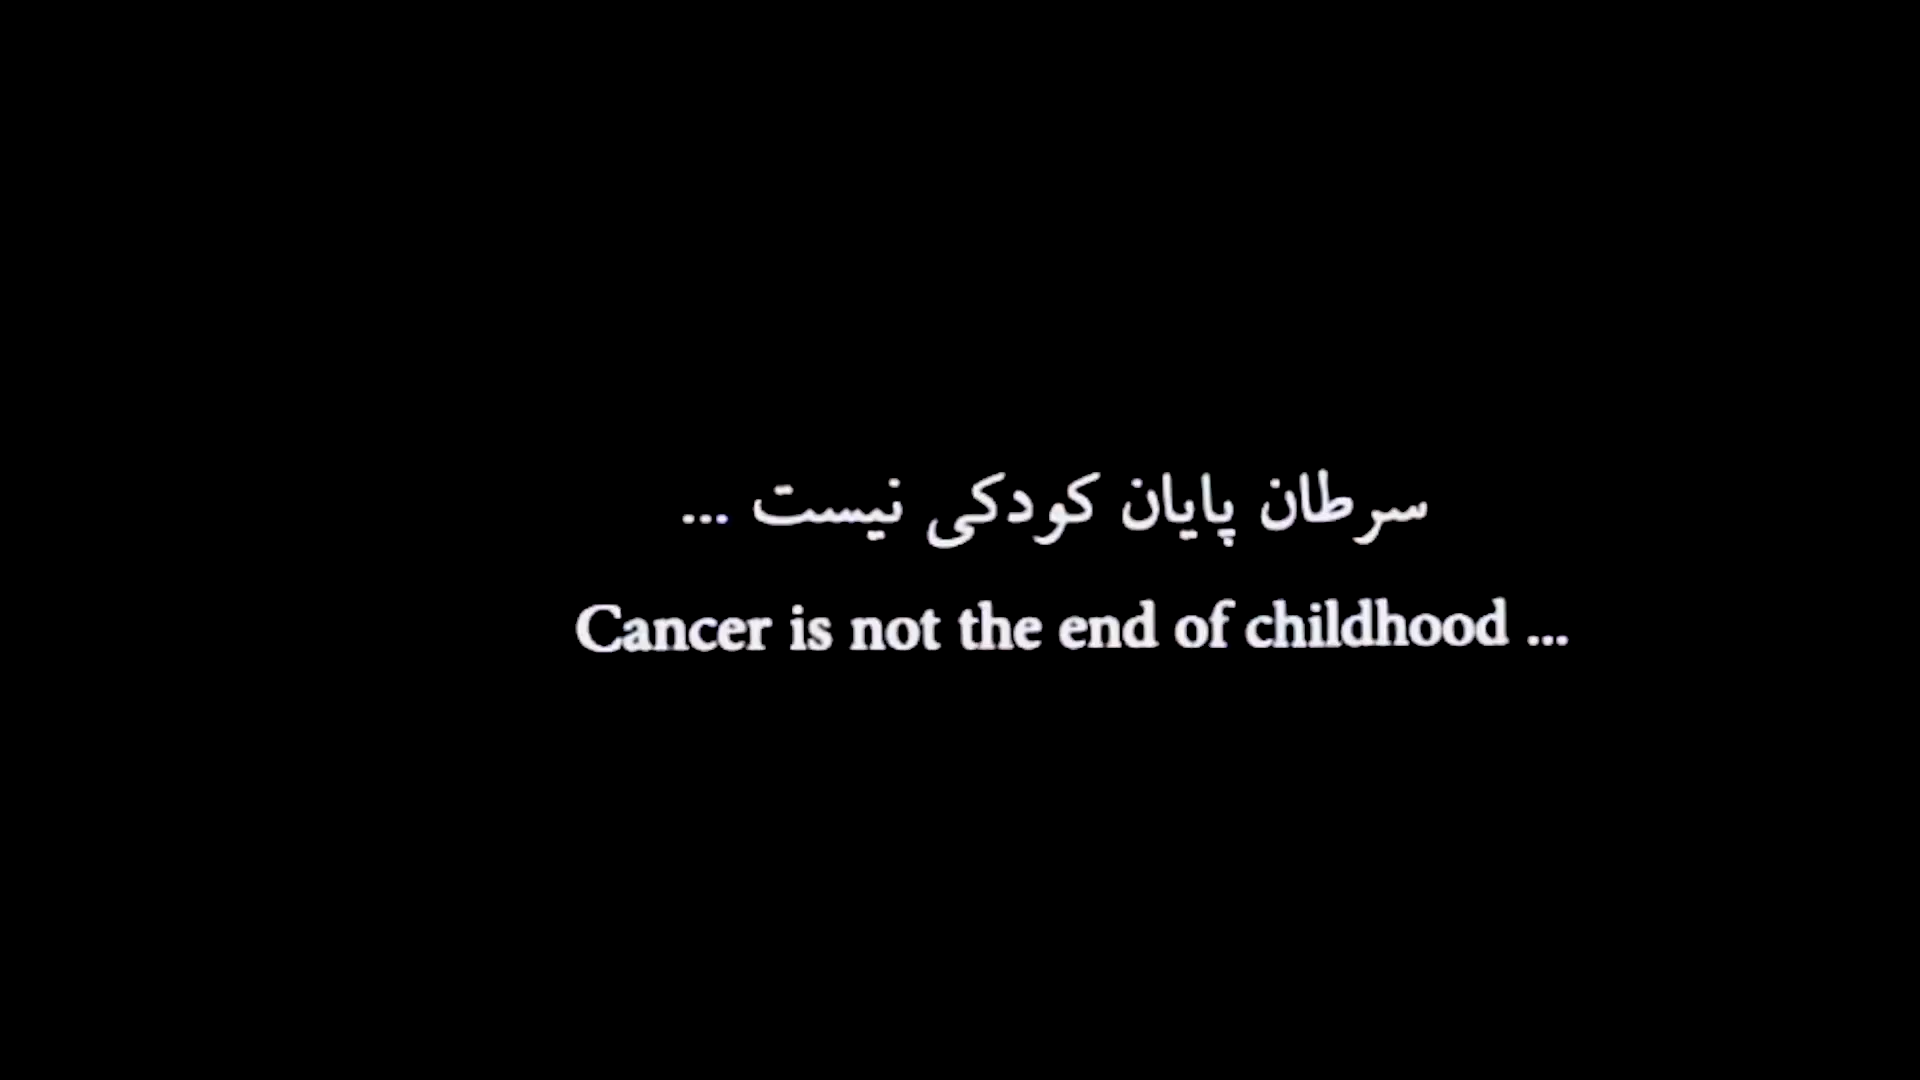 سرطان پایان کودکی نیست ...
Cancer is not the end of childhood ...